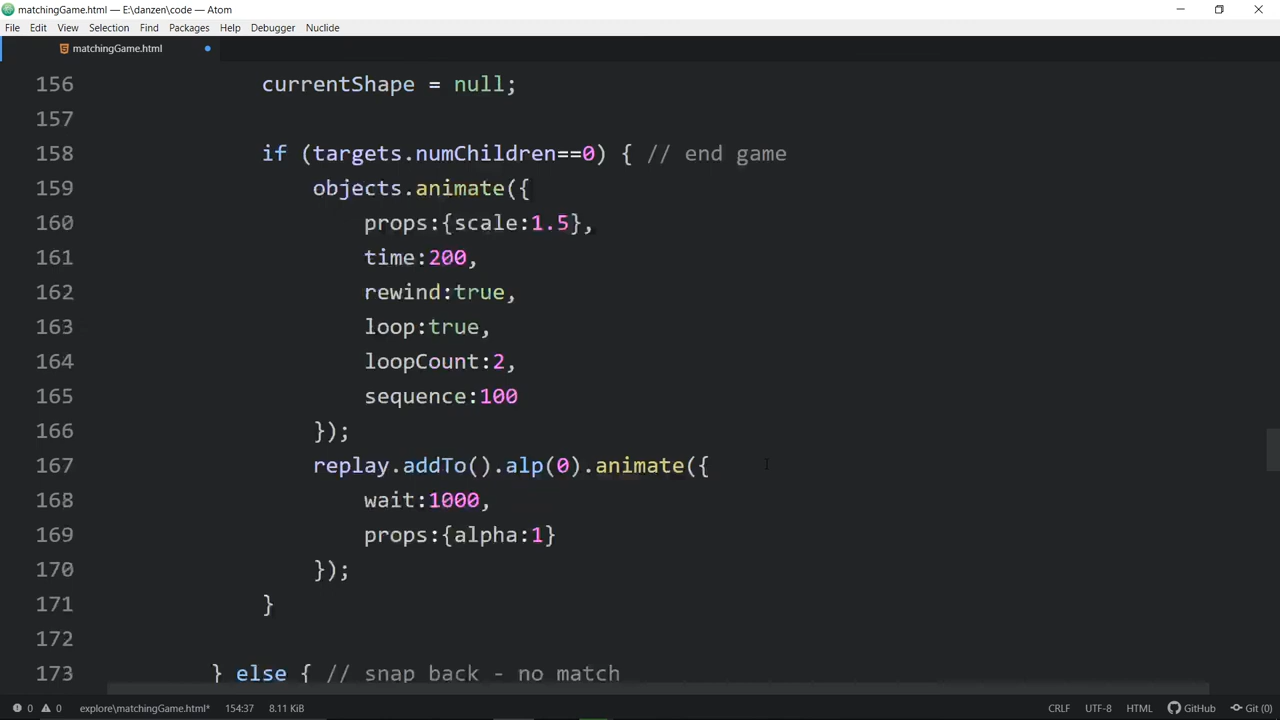 matchingGame.html — E:\danzen\code — Atom
File Edit View Selection Find Packages Help Debugger Nuclide
matchingGame.html
156 currentShape = null;
157
158 if (targets.numChildren==0) { // end game
159 objects.animate({
160 props:{scale:1.5},
161 time:200,
162 rewind:true,
163 loop:true,
164 loopCount:2,
165 sequence:100
166 });
167 replay.addTo().alp(0).animate({
168 wait:1000,
169 props:{alpha:1}
170 });
171 }
172
173 } else { // snap back - no match
0 0 explore\matchingGame.html* 154:37 8.11 KiB CRLF UTF-8 HTML GitHub Git (0)